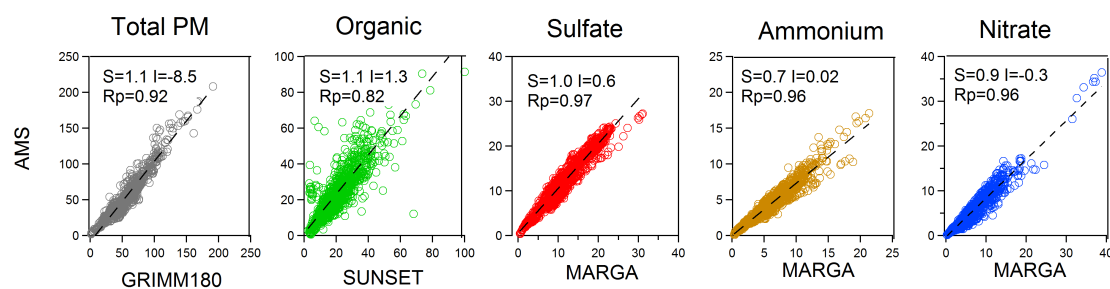 Total PM
Organic
Sulfate
Ammonium
Nitrate
AMS
250
200
150
100
50
0
S=1.1 I=-8.5
Rp=0.92
0 50 100 150 200 250
GRIMM180
100
80
60
40
20
0
S=1.1 I=1.3
Rp=0.82
0 20 40 60 80 100
SUNSET
40
30
20
10
0
S=1.0 I=0.6
Rp=0.97
0 10 20 30 40
MARGA
25
20
15
10
5
0
S=0.7 I=0.02
Rp=0.96
0 5 10 15 20 25
MARGA
40
30
20
10
0
S=0.9 I=-0.3
Rp=0.96
0 10 20 30 40
MARGA